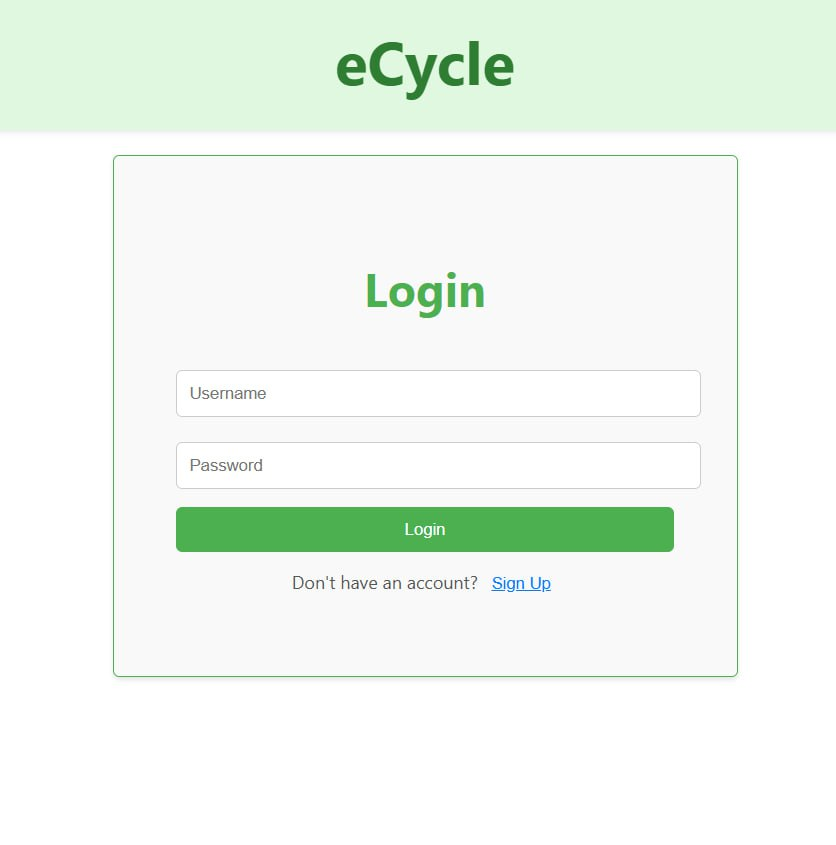 eCycle
Login
Username
Password
Login
Don't have an account? Sign Up